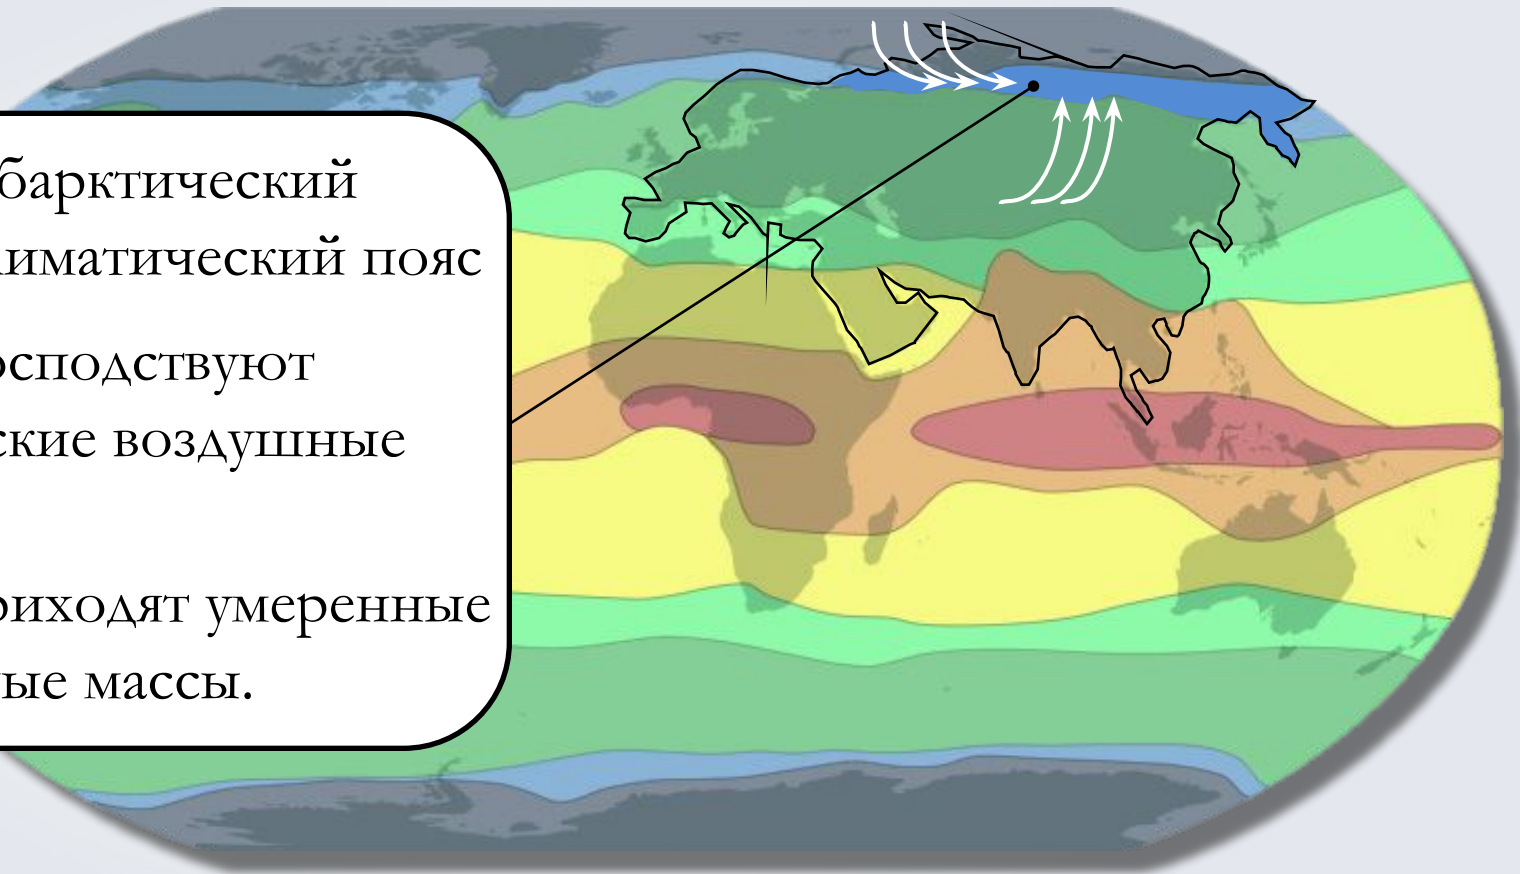 барктический
иматический пояс
осподствуют
ские воздушные
риходят умеренные
ые массы.